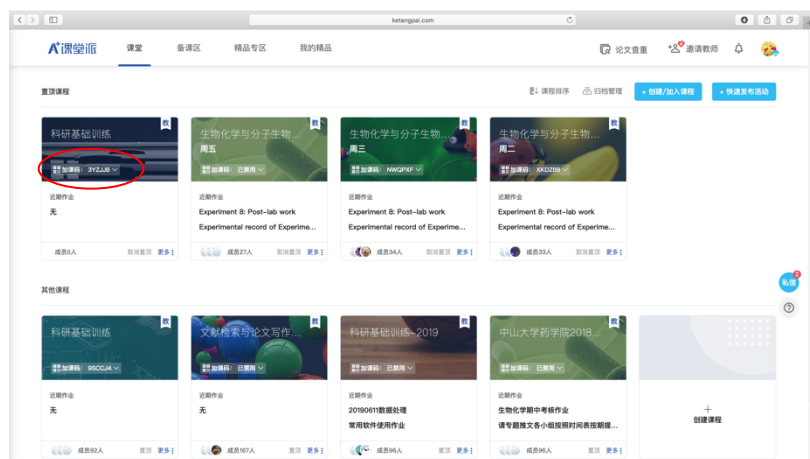 ketangpai.com
课堂派
课堂
备课区
精品专区
我的精品
论文查重
邀请教师
置顶课程
课程排序
归档管理
+ 创建/加入课程
+ 快速发布活动
教
科研基础训练
加课码: 3YZJJ8
近期作业
无
成员0人 取消置顶 更多
教
生物化学与分子生物...
周五
加课码: 已禁用
近期作业
Experiment 8: Post-lab work
Experimental record of Experime...
成员27人 取消置顶 更多
教
生物化学与分子生物...
周三
加课码: NWQPXF
近期作业
Experiment 8: Post-lab work
Experimental record of Experime...
成员34人 取消置顶 更多
教
生物化学与分子生物...
周二
加课码: XKDZ89
近期作业
Experiment 8: Post-lab work
Experimental record of Experime...
成员33人 取消置顶 更多
私信
2
其他课程
教
科研基础训练
加课码: 9SCCJ4
近期作业
无
成员92人 置顶 更多
教
文献检索与论文写作...
加课码: 已禁用
近期作业
无
成员167人 置顶 更多
教
科研基础训练-2019
加课码: 已禁用
近期作业
20190611数据处理
常用软件使用作业
成员96人 置顶 更多
教
中山大学药学院2018...
加课码: 已禁用
近期作业
生物化学期中考核作业
请专题推文各小组按照时间表按期提...
成员96人 置顶 更多
+
创建课程